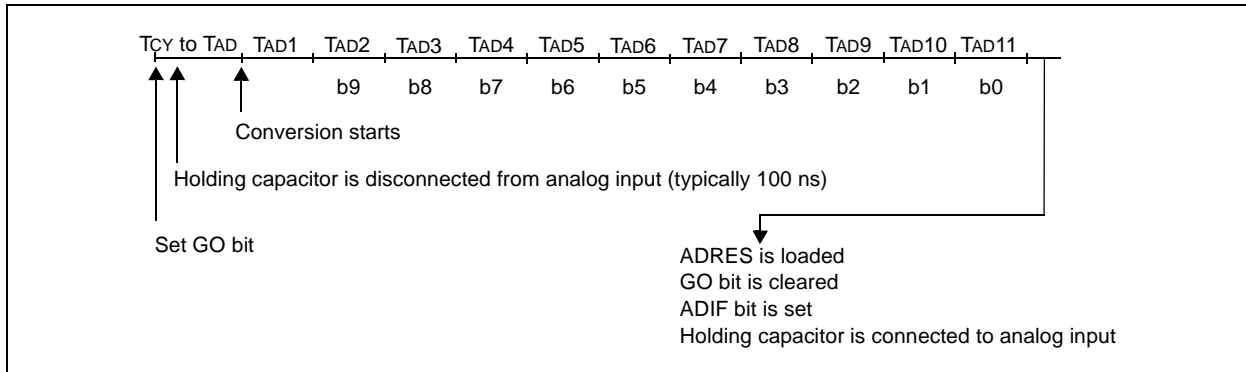 TCY to TAD TAD1 TAD2 TAD3 TAD4 TAD5 TAD6 TAD7 TAD8 TAD9 TAD10 TAD11
b9 b8 b7 b6 b5 b4 b3 b2 b1 b0
Conversion starts
Holding capacitor is disconnected from analog input (typically 100 ns)
Set GO bit
ADRES is loaded
GO bit is cleared
ADIF bit is set
Holding capacitor is connected to analog input